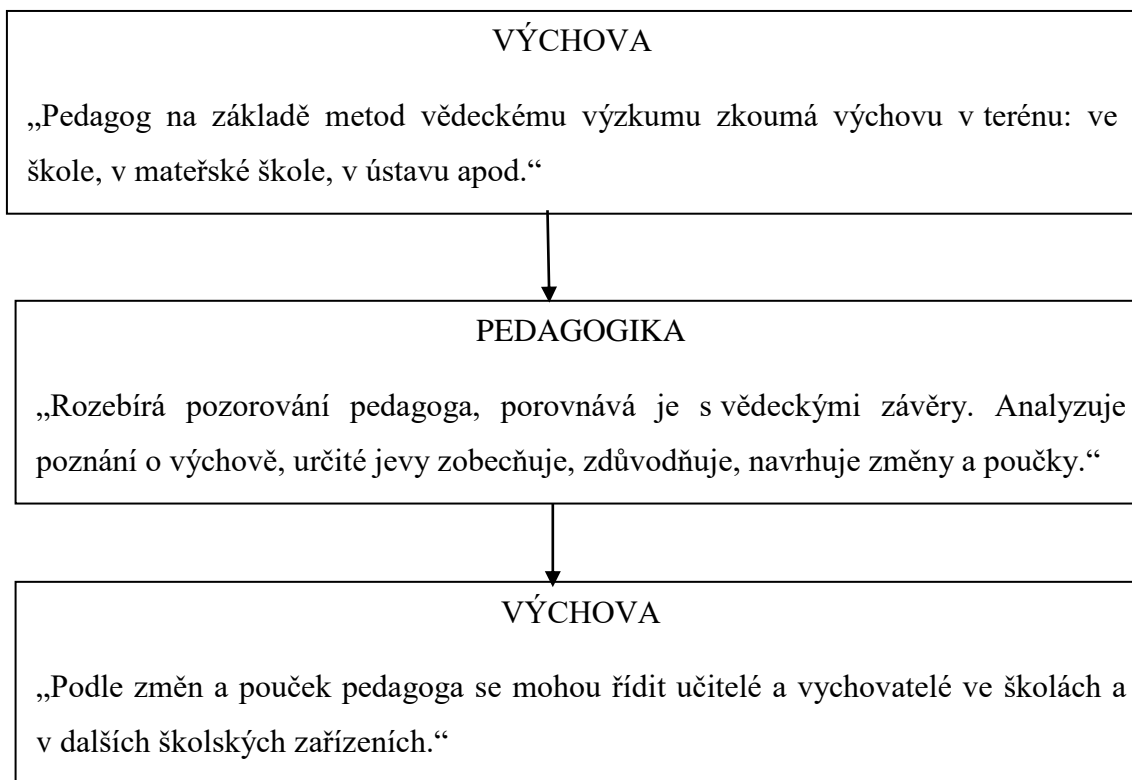 VÝCHOVA
„Pedagog na základě metod vědeckému výzkumu zkoumá výchovu v terénu: ve
škole, v mateřské škole, v ústavu apod.“
PEDAGOGIKA
„Rozebírá pozorování pedagoga, porovnává je s vědeckými závěry. Analyzuje
poznání o výchově, určité jevy zobecňuje, zdůvodňuje, navrhuje změny a poučky.“
VÝCHOVA
„Podle změn a pouček pedagoga se mohou řídit učitelé a vychovatelé ve školách a
v dalších školských zařízeních.“